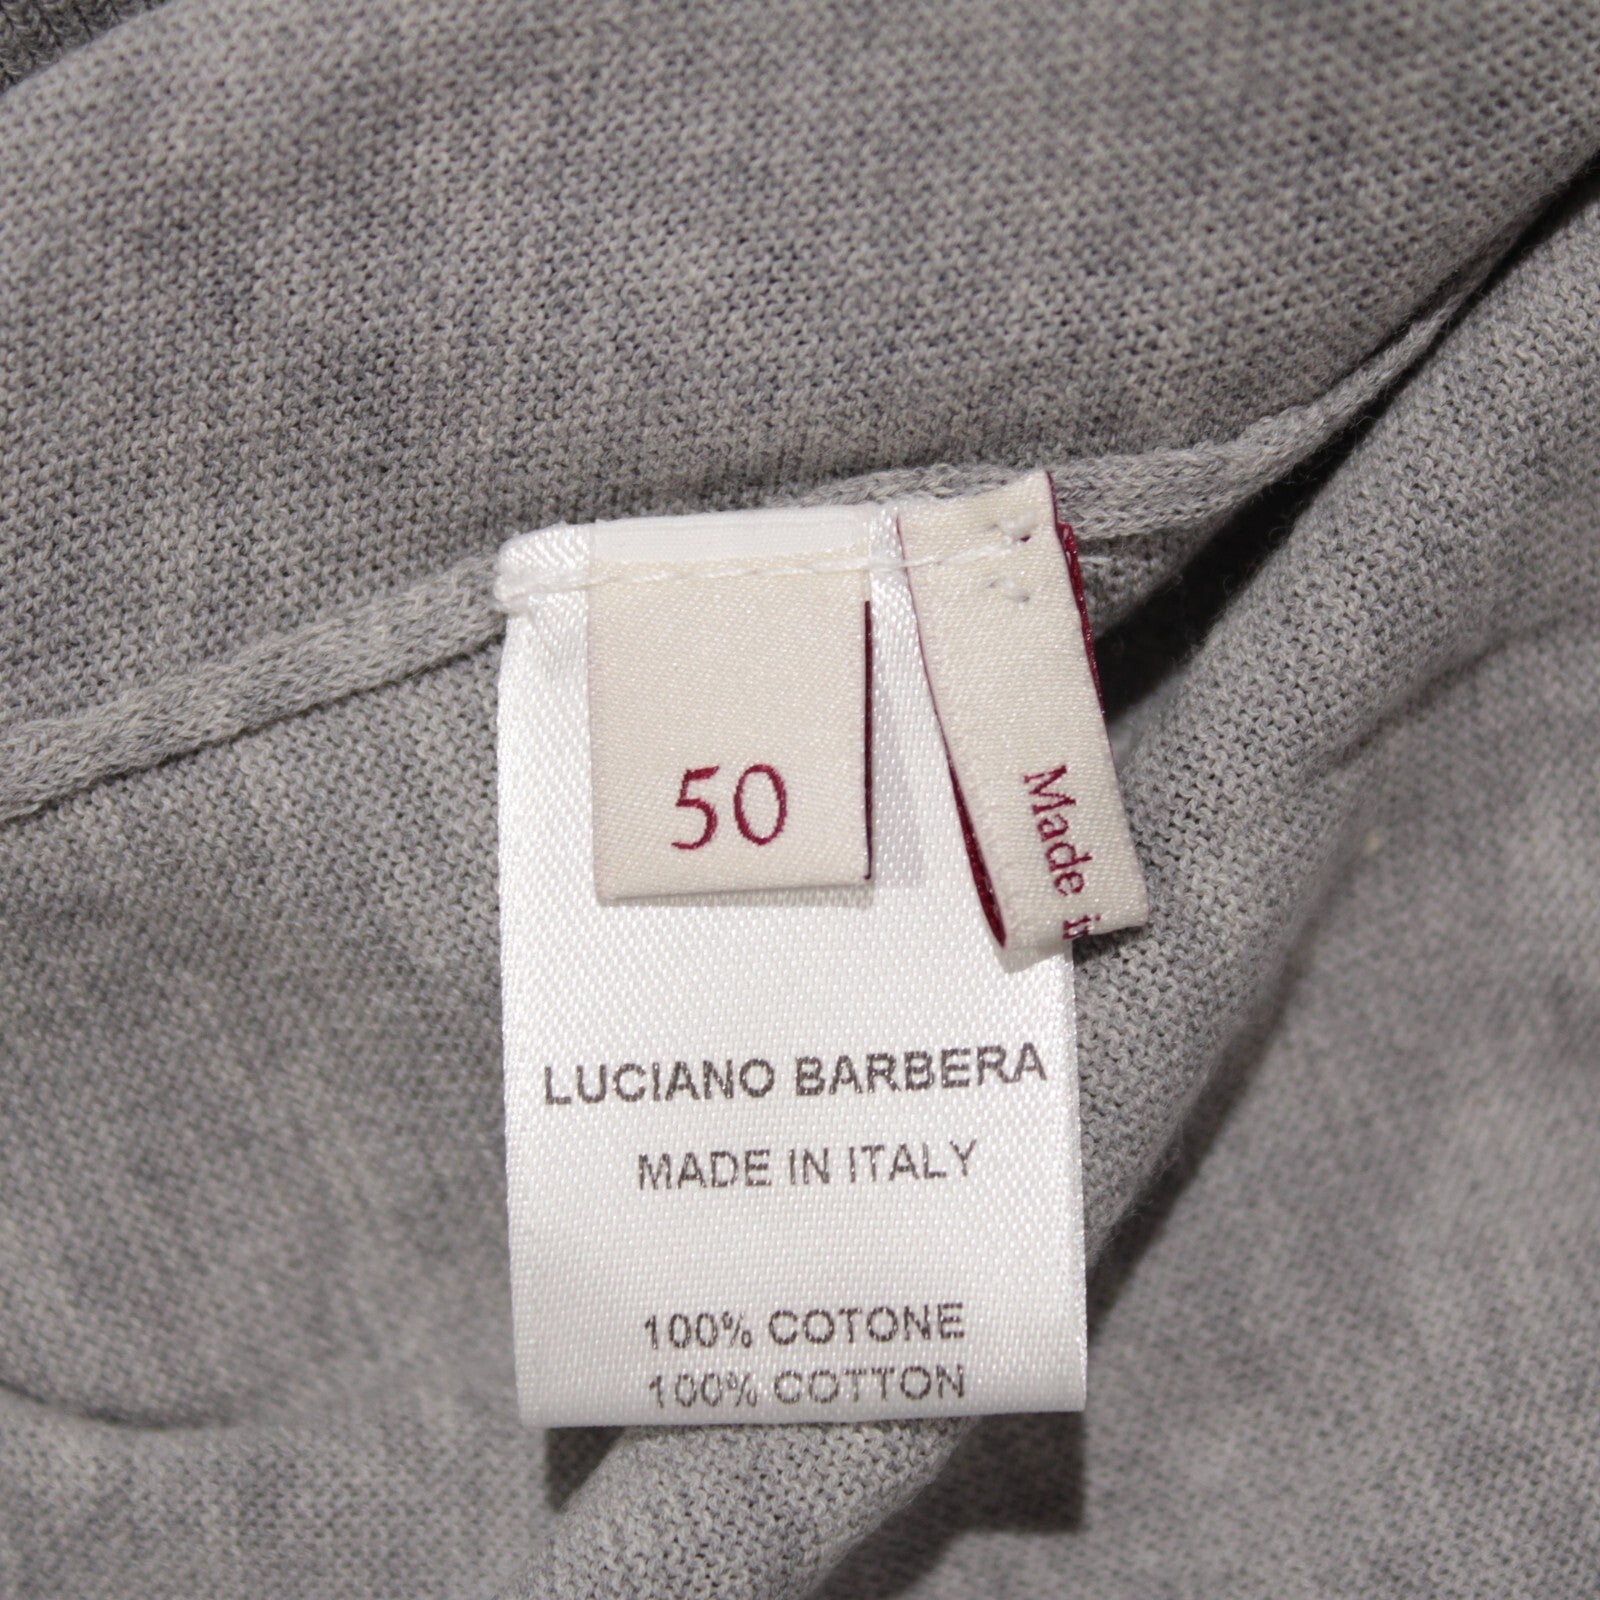 50
Made
LUCIANO BARBERA
MADE IN ITALY
100% COTONE
100% COTTON